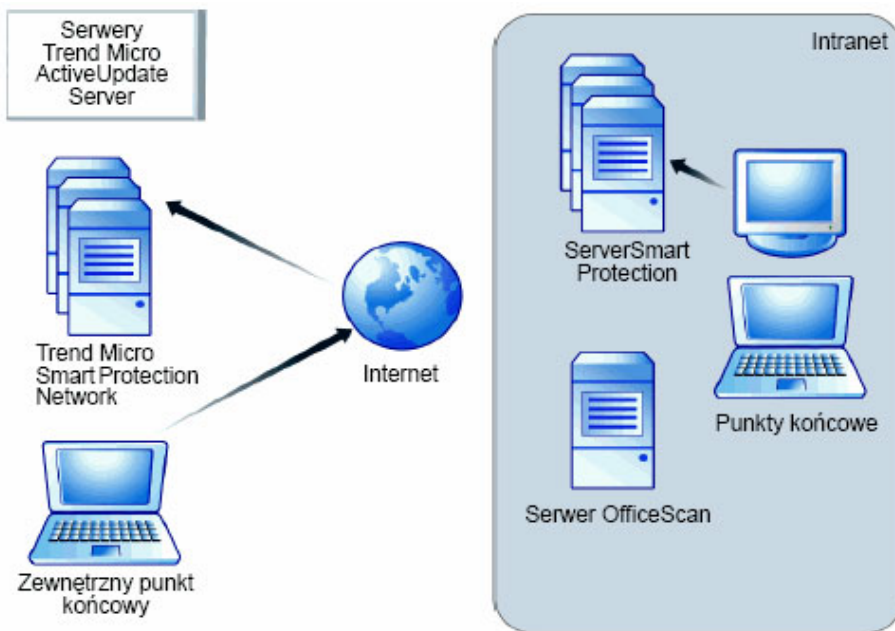 Serwery
Trend Micro
ActiveUpdate
Server
Intranet
ServerSmart
Protection
Trend Micro
Smart Protection
Network
Internet
Punkty końcowe
Serwer OfficeScan
Zewnętrzny punkt
końcowy